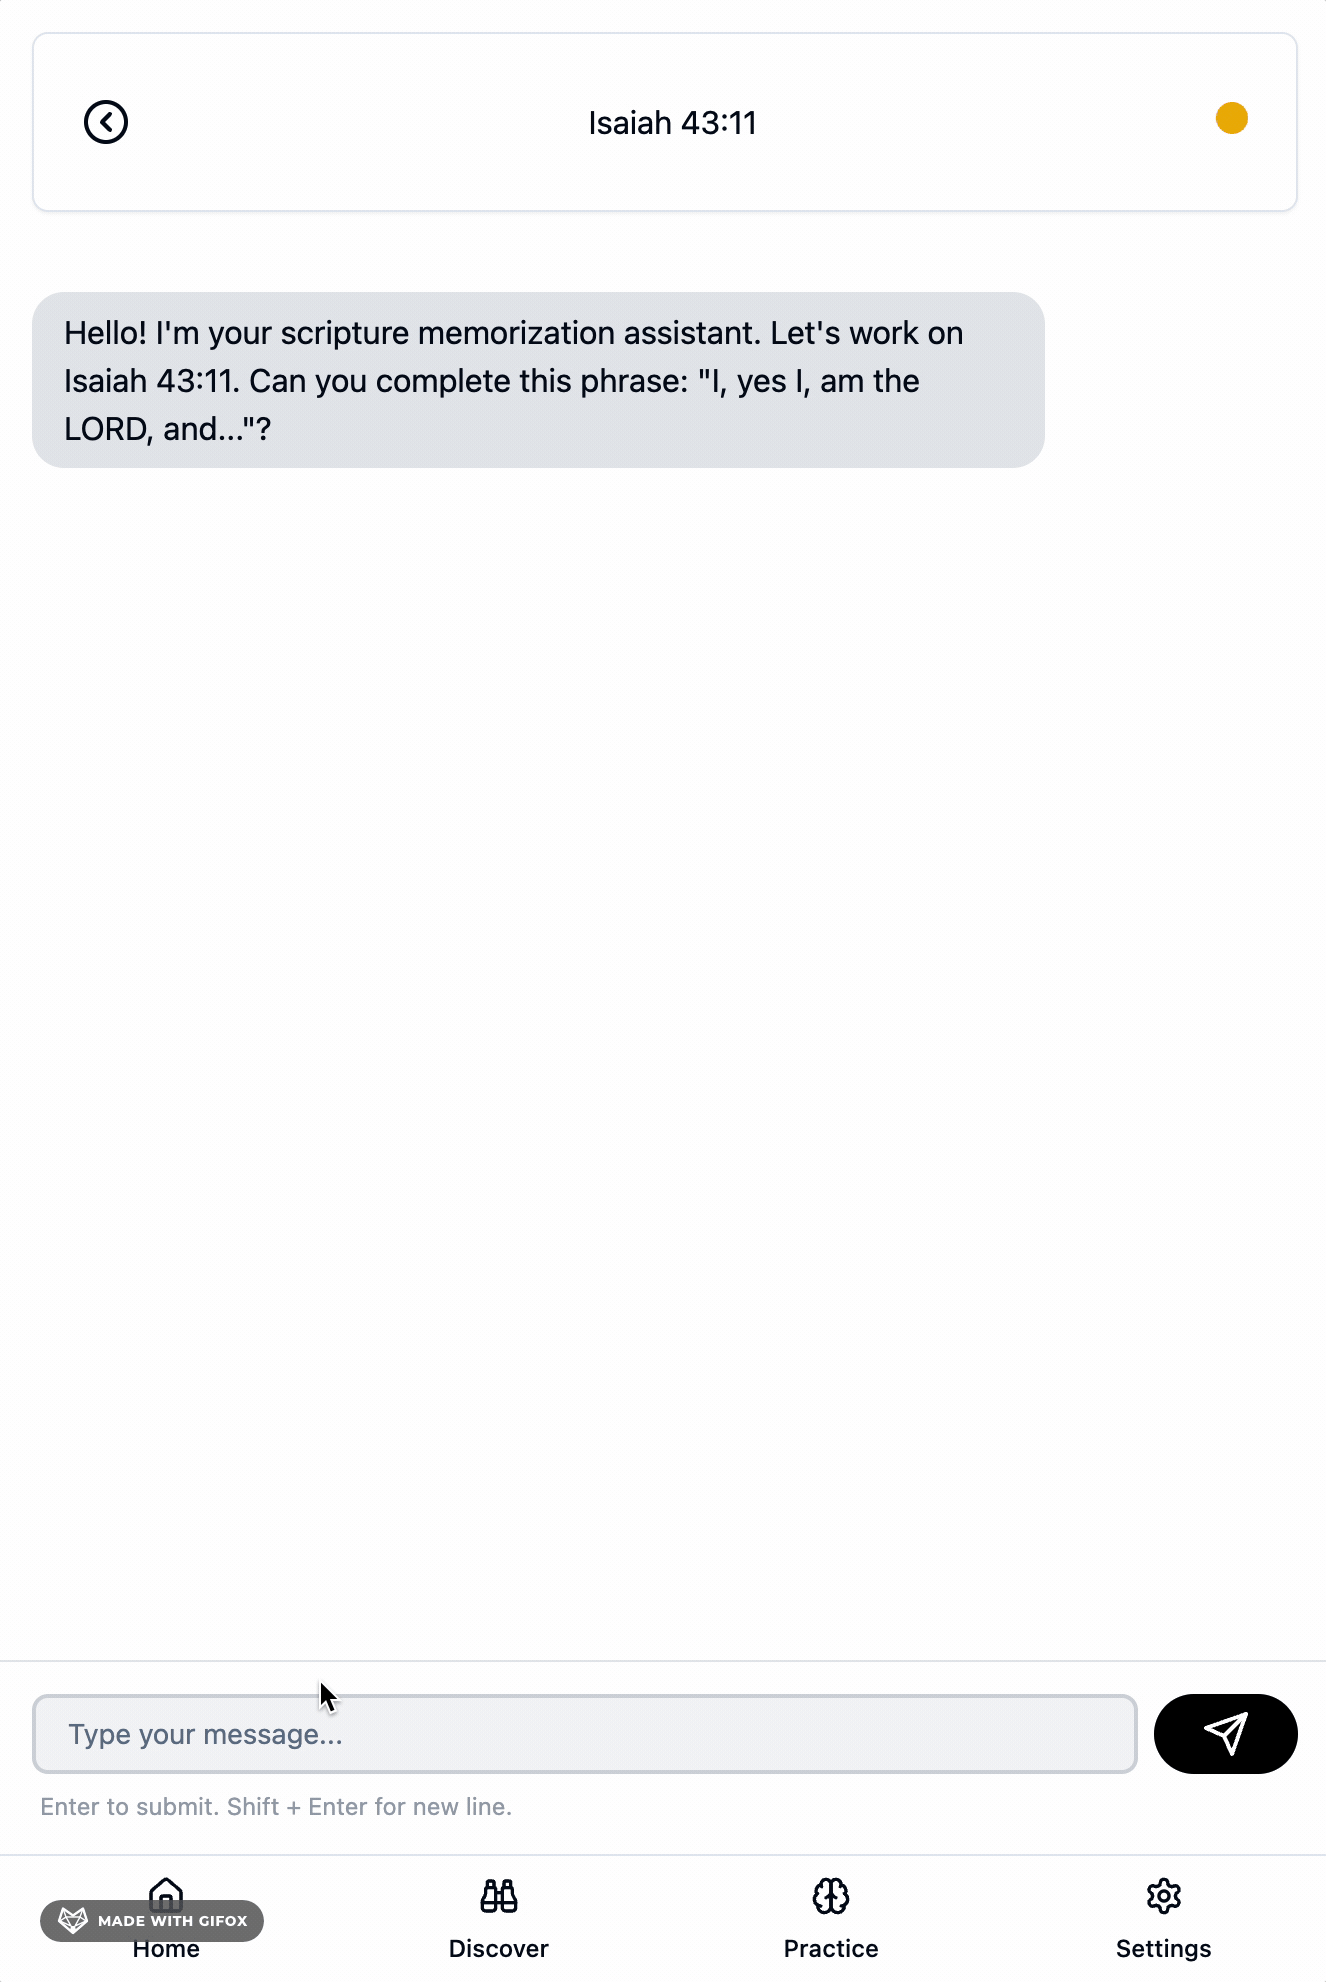 Isaiah 43:11
Hello! I'm your scripture memorization assistant. Let's work on
Isaiah 43:11. Can you complete this phrase: "I, yes I, am the
LORD, and..."?
Type your message...
Enter to submit. Shift + Enter for new line.
MADE WITH GIFOX
Home
Discover
Practice
Settings